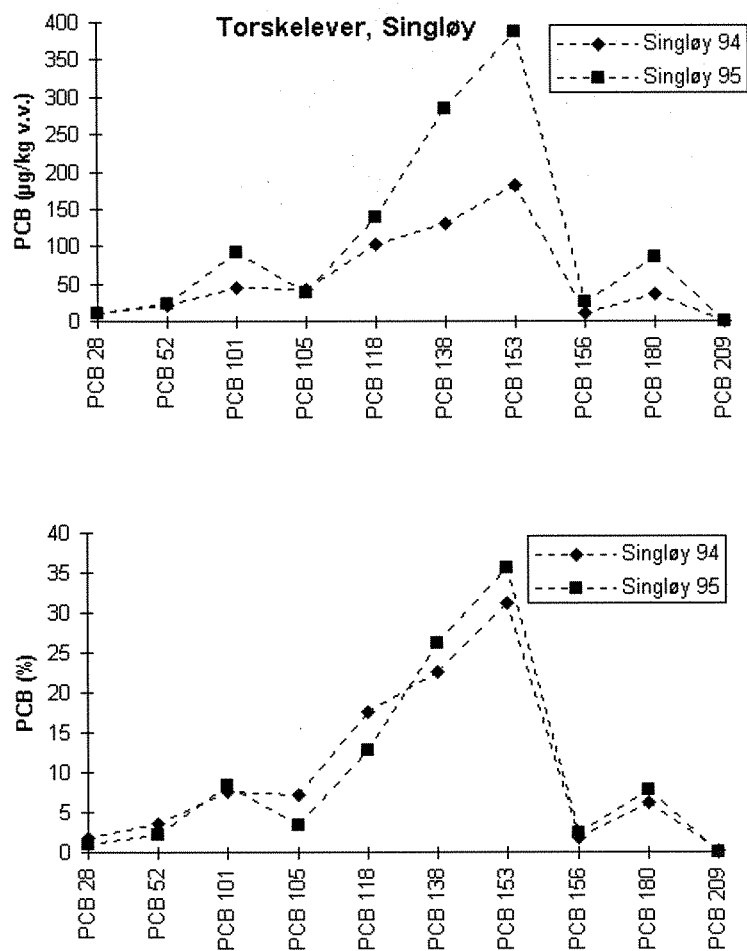 Torskelever, Singløy
400
350
300
250
200
150
100
50
0
PCB (µg/kg v.v.)
Singløy 94
Singløy 95
PCB 28
PCB 52
PCB 101
PCB 105
PCB 118
PCB 138
PCB 153
PCB 156
PCB 180
PCB 209
40
35
30
25
20
15
10
5
0
PCB (%)
Singløy 94
Singløy 95
PCB 28
PCB 52
PCB 101
PCB 105
PCB 118
PCB 138
PCB 153
PCB 156
PCB 180
PCB 209